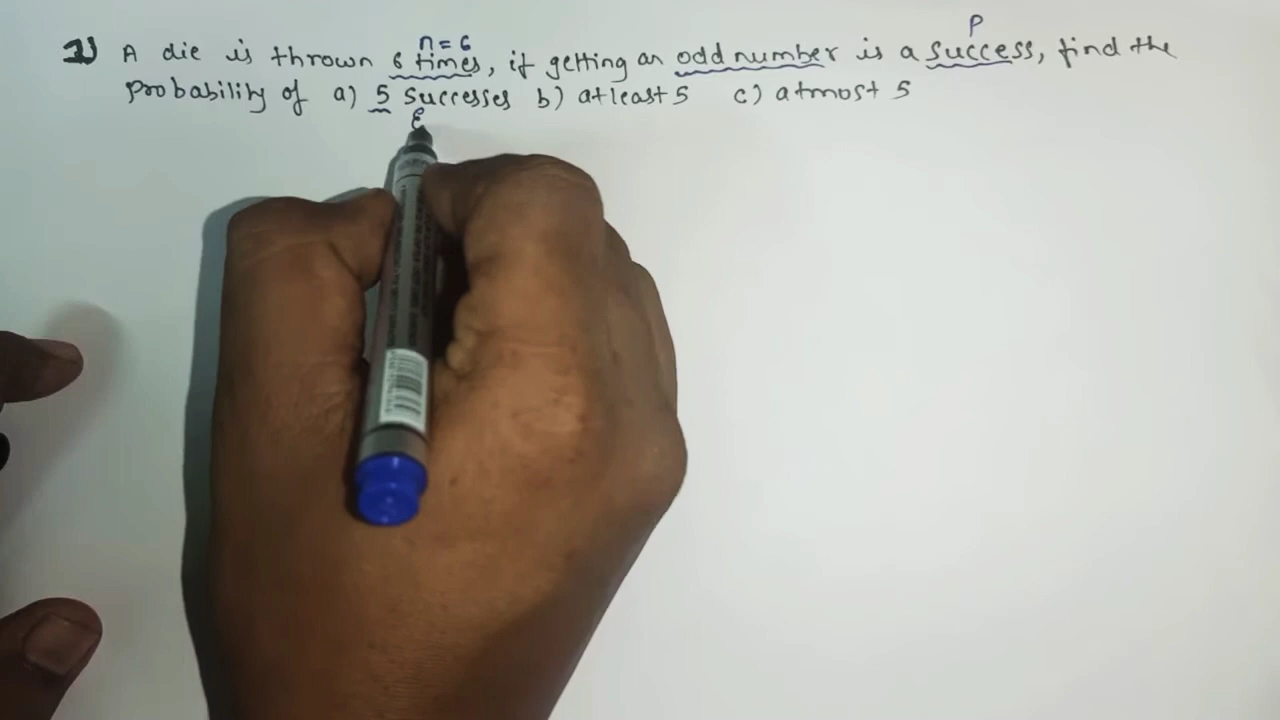 n = 6 P
1) A die is thrown 6 times, if getting an odd number is a success, find the
probability of a) 5 successes b) atleast 5 c) atmost 5